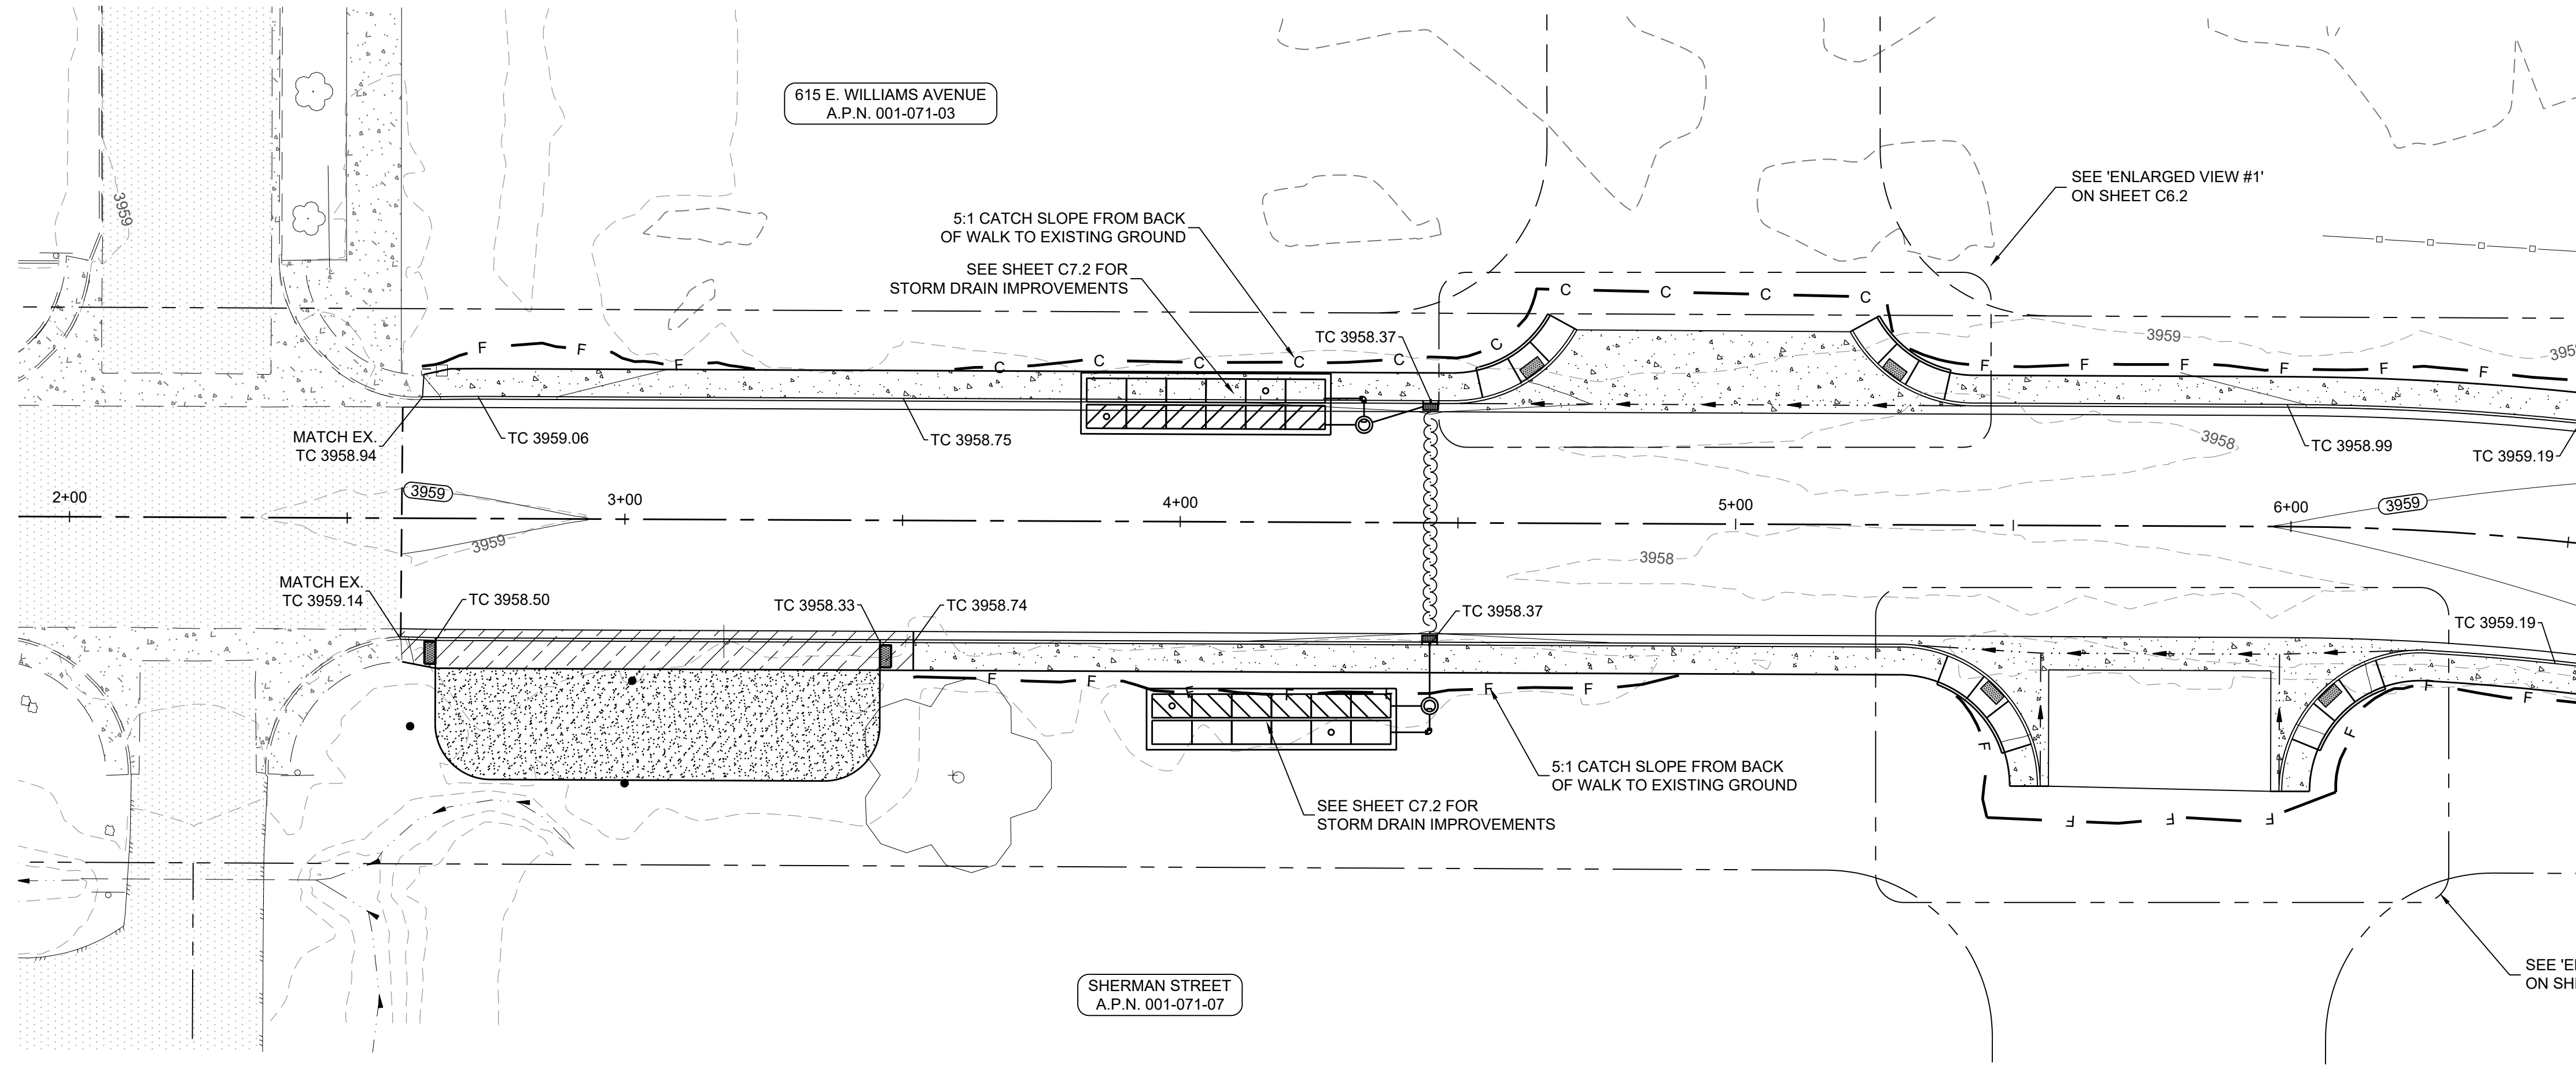 615 E. WILLIAMS AVENUE
A.P.N. 001-071-03
SEE 'ENLARGED VIEW #1'
ON SHEET C6.2
3959
5:1 CATCH SLOPE FROM BACK
OF WALK TO EXISTING GROUND
SEE SHEET C7.2 FOR
STORM DRAIN IMPROVEMENTS
TC 3958.37
C C C C
3959
F F F
C C C C C C
F F F F F F
MATCH EX.
TC 3958.94
TC 3959.06
TC 3958.75
3958
TC 3958.99
TC 3959.19
2+00
3959
3+00
4+00
5+00
6+00
3959
3959
3958
MATCH EX.
TC 3959.14
TC 3958.50
TC 3958.33
TC 3958.74
TC 3958.37
TC 3959.19
F F F F F F F
F F F F
F F F
5:1 CATCH SLOPE FROM BACK
OF WALK TO EXISTING GROUND
SEE SHEET C7.2 FOR
STORM DRAIN IMPROVEMENTS
SHERMAN STREET
A.P.N. 001-071-07
SEE
ON